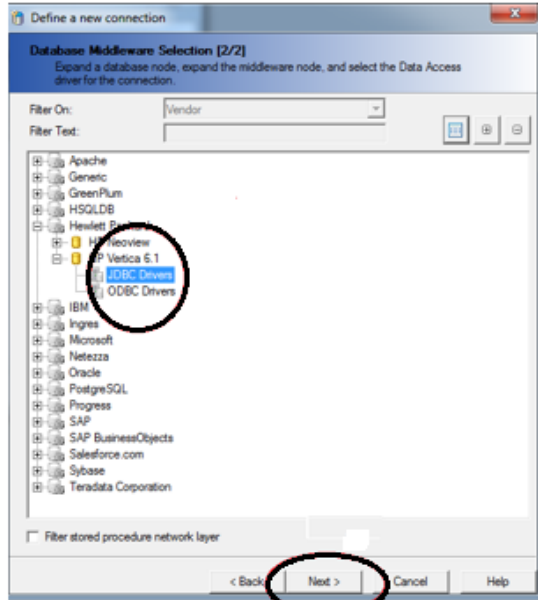 Define a new connection
Database Middleware Selection [2/2]
Expand a database node, expand the middleware node, and select the Data Access
driver for the connection.
Filter On: Vendor
Filter Text:
Apache
Generic
GreenPlum
HSQLDB
Hewlett
Neoview
Vertica 6.1
JDBC Drivers
ODBC Drivers
IBM
Ingres
Microsoft
Netezza
Oracle
PostgreSQL
Progress
SAP
SAP BusinessObjects
Salesforce.com
Sybase
Teradata Corporation
Filter stored procedure network layer
< Back Next > Cancel Help